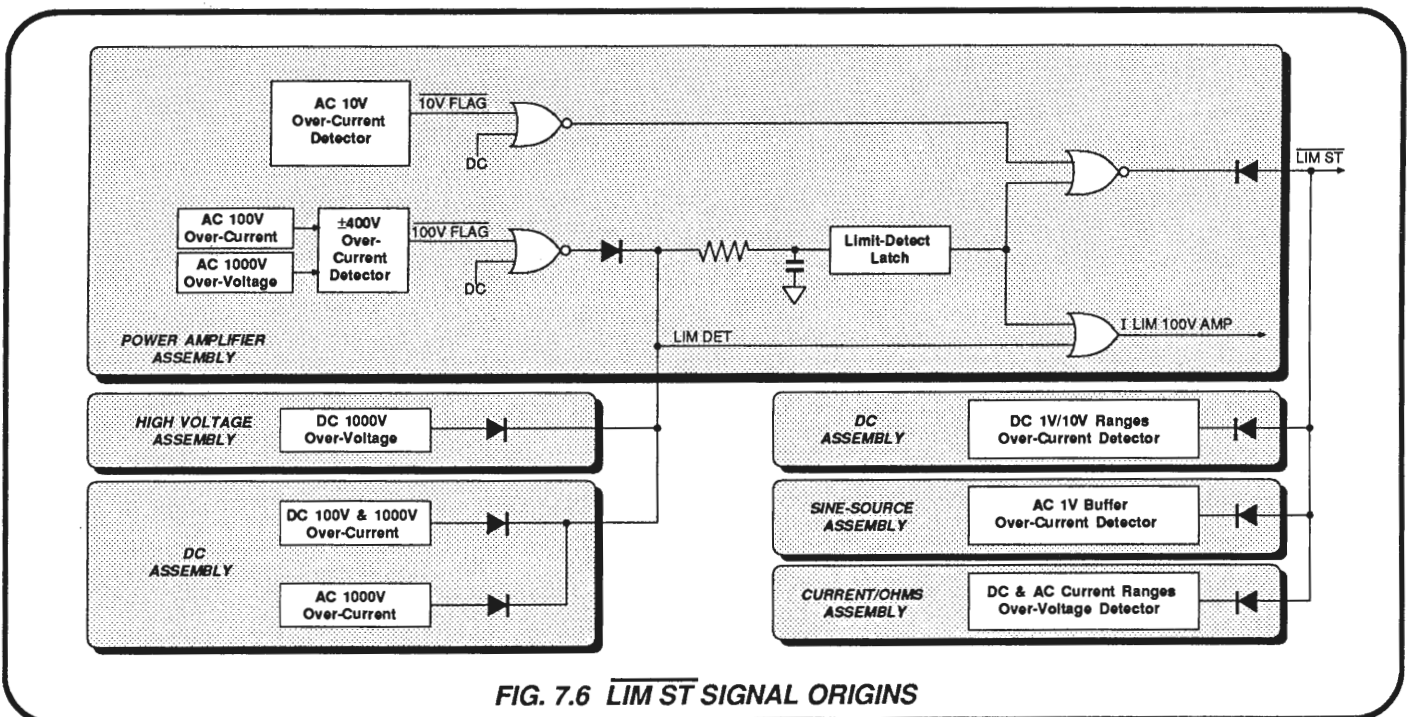 AC 10V
Over-Current
Detector
10V FLAG
DC
LIM ST
AC 100V
Over-Current
AC 1000V
Over-Voltage
±400V
Over-
Current
Detector
100V FLAG
DC
Limit-Detect
Latch
LIM DET
I LIM 100V AMP
POWER AMPLIFIER
ASSEMBLY
HIGH VOLTAGE
ASSEMBLY
DC 1000V
Over-Voltage
DC
ASSEMBLY
DC 1V/10V Ranges
Over-Current Detector
DC
ASSEMBLY
DC 100V & 1000V
Over-Current
AC 1000V
Over-Current
SINE-SOURCE
ASSEMBLY
AC 1V Buffer
Over-Current Detector
CURRENT/OHMS
ASSEMBLY
DC & AC Current Ranges
Over-Voltage Detector
FIG. 7.6 LIM ST SIGNAL ORIGINS